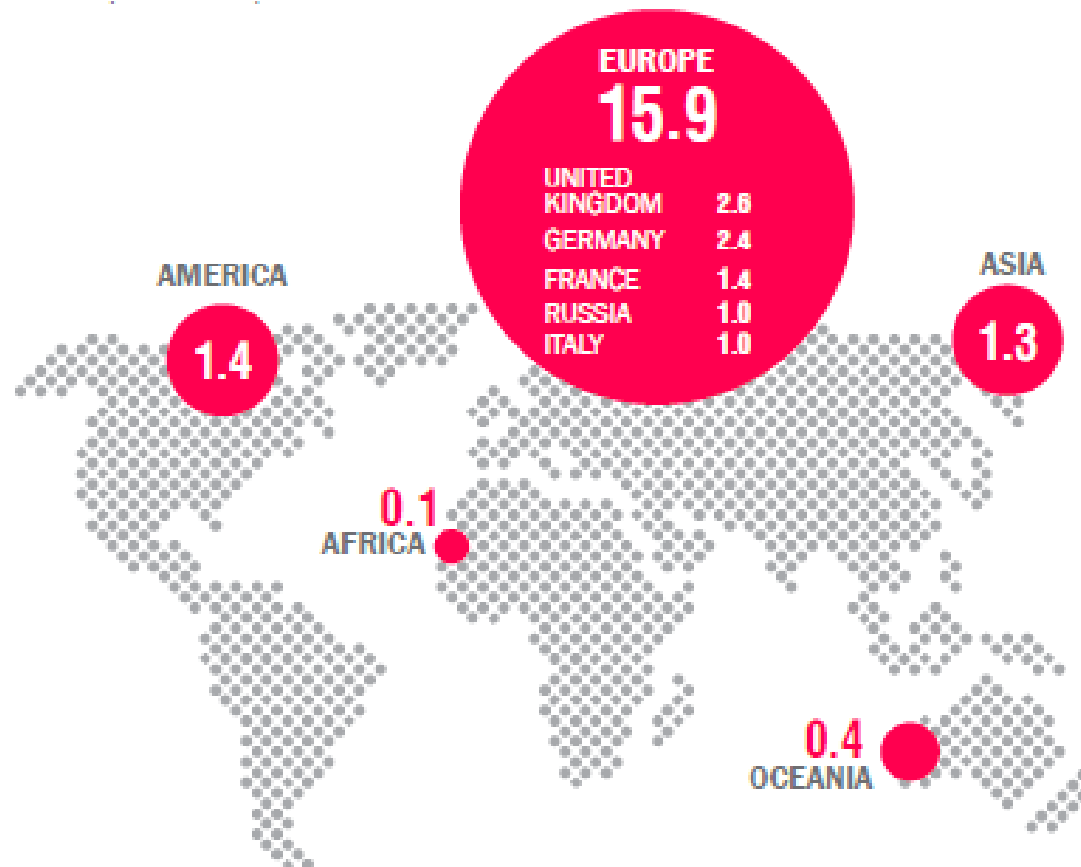 EUROPE
15.9
UNITED
KINGDOM 2.6
GERMANY 2.4
FRANCE 1.4
RUSSIA 1.0
ITALY 1.0
AMERICA
1.4
ASIA
1.3
0.1
AFRICA
0.4
OCEANIA